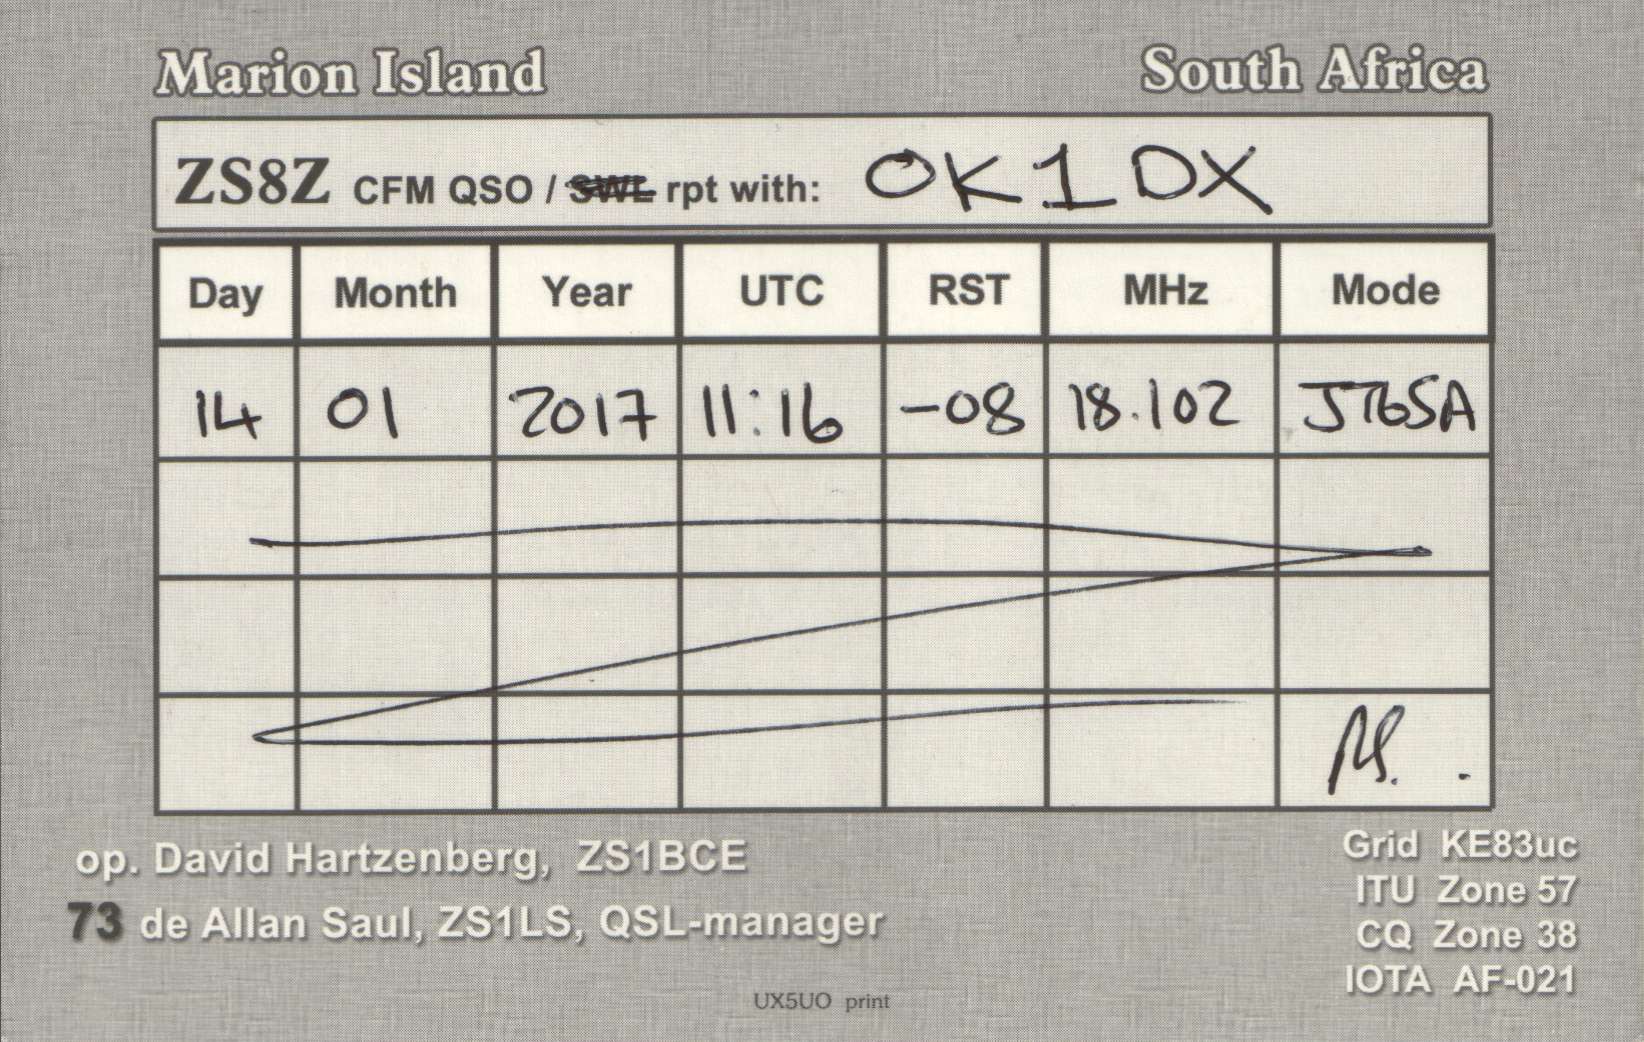 Marion Island South Africa
ZS8Z CFM QSO / SWL rpt with: OK1DX
Day Month Year UTC RST MHz Mode
14 01 2017 11:16 -08 18.102 JT65A
op. David Hartzenberg, ZS1BCE
73 de Allan Saul, ZS1LS, QSL-manager
Grid KE83uc
ITU Zone 57
CQ Zone 38
IOTA AF-021
UX5UO print